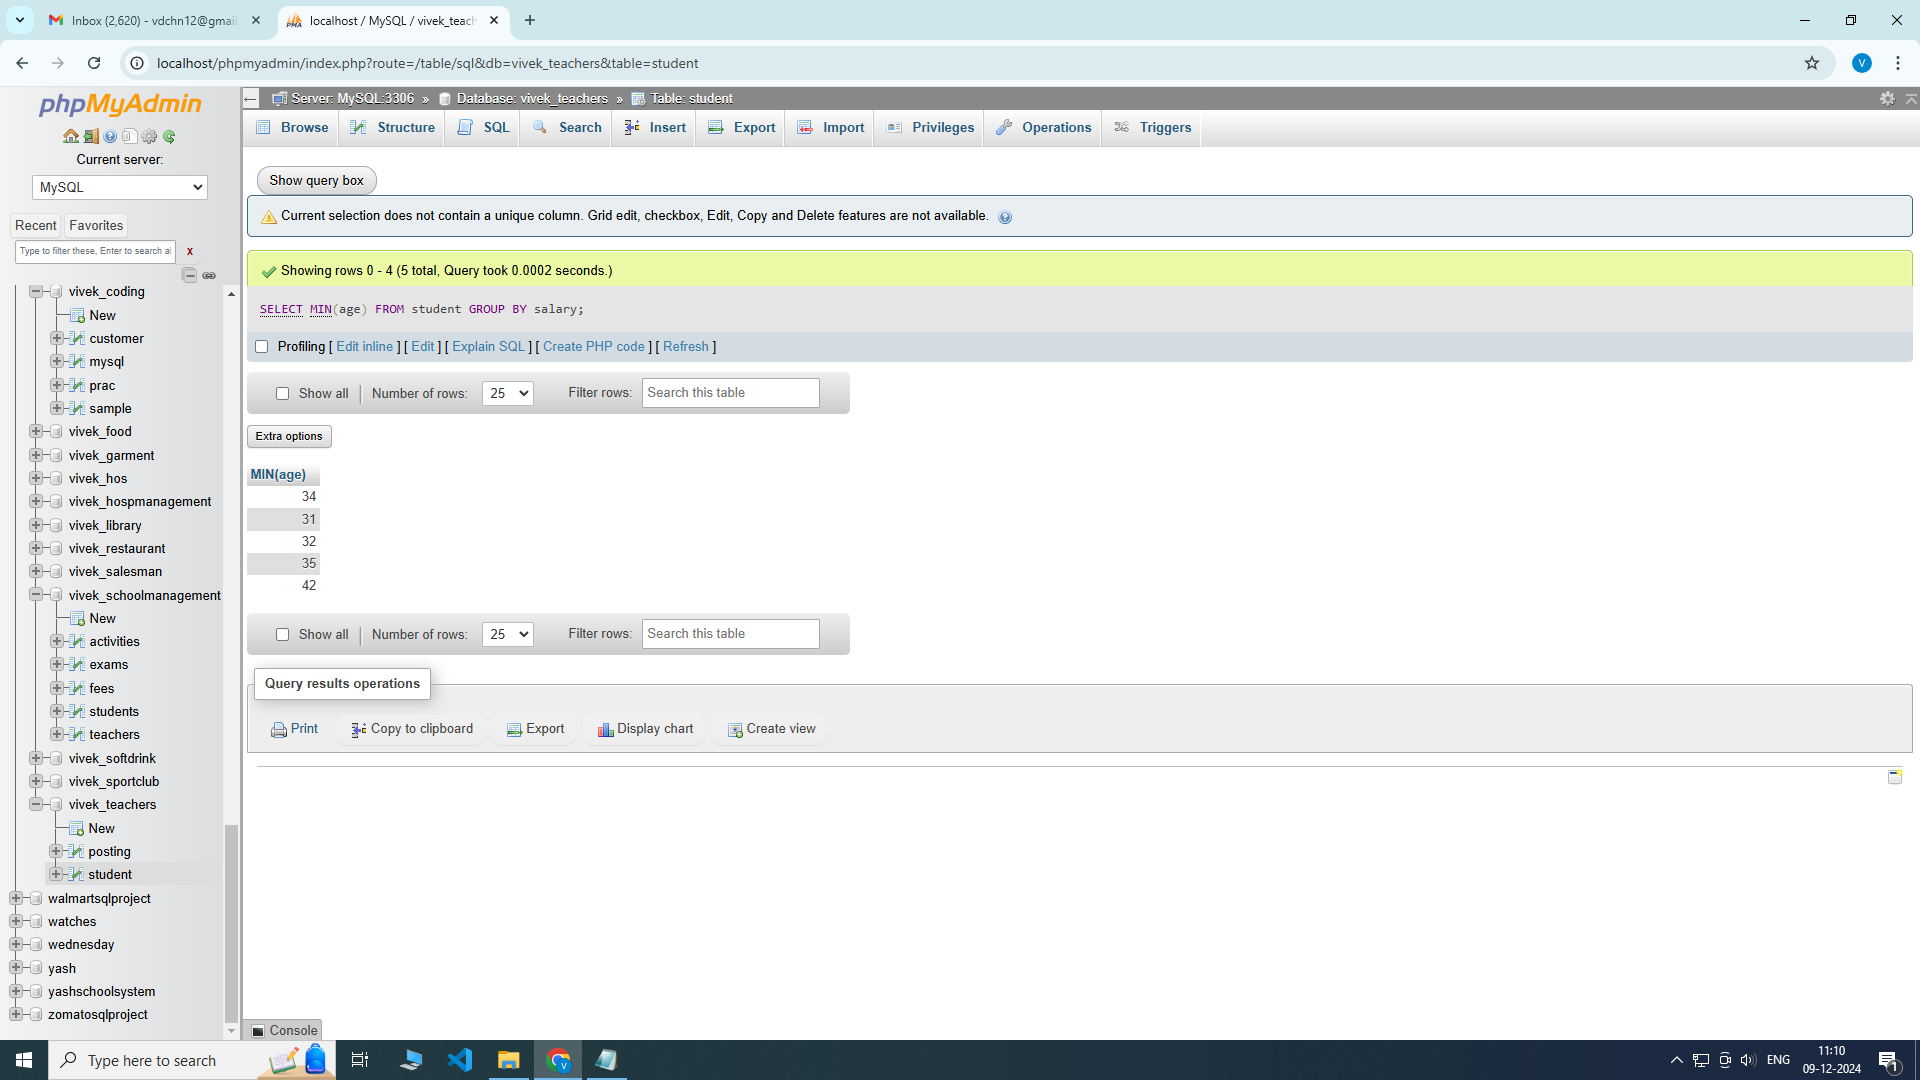 Inbox (2,620) - vdchn12@gmail
localhost / MySQL / vivek_teach
localhost/phpmyadmin/index.php?route=/table/sql&db=vivek_teachers&table=student
V
phpMyAdmin
Current server:
MySQL
Recent
Favorites
Type to filter these, Enter to search al
X
vivek_coding
New
customer
mysql
prac
sample
vivek_food
vivek_garment
vivek_hos
vivek_hospmanagement
vivek_library
vivek_restaurant
vivek_salesman
vivek_schoolmanagement
New
activities
exams
fees
students
teachers
vivek_softdrink
vivek_sportclub
vivek_teachers
New
posting
student
walmartsqlproject
watches
wednesday
yash
yashschoolsystem
zomatosqlproject
Server: MySQL:3306 » Database: vivek_teachers » Table: student
Browse Structure SQL Search Insert Export Import Privileges Operations Triggers
Show query box
Current selection does not contain a unique column. Grid edit, checkbox, Edit, Copy and Delete features are not available.
Showing rows 0 - 4 (5 total, Query took 0.0002 seconds.)
SELECT MIN(age) FROM student GROUP BY salary;
Profiling [ Edit inline ] [ Edit ] [ Explain SQL ] [ Create PHP code ] [ Refresh ]
Show all | Number of rows: 25 Filter rows: Search this table
Extra options
MIN(age)
34
31
32
35
42
Show all | Number of rows: 25 Filter rows: Search this table
Query results operations
Print Copy to clipboard Export Display chart Create view
Console
Type here to search
ENG
11:10
09-12-2024
1